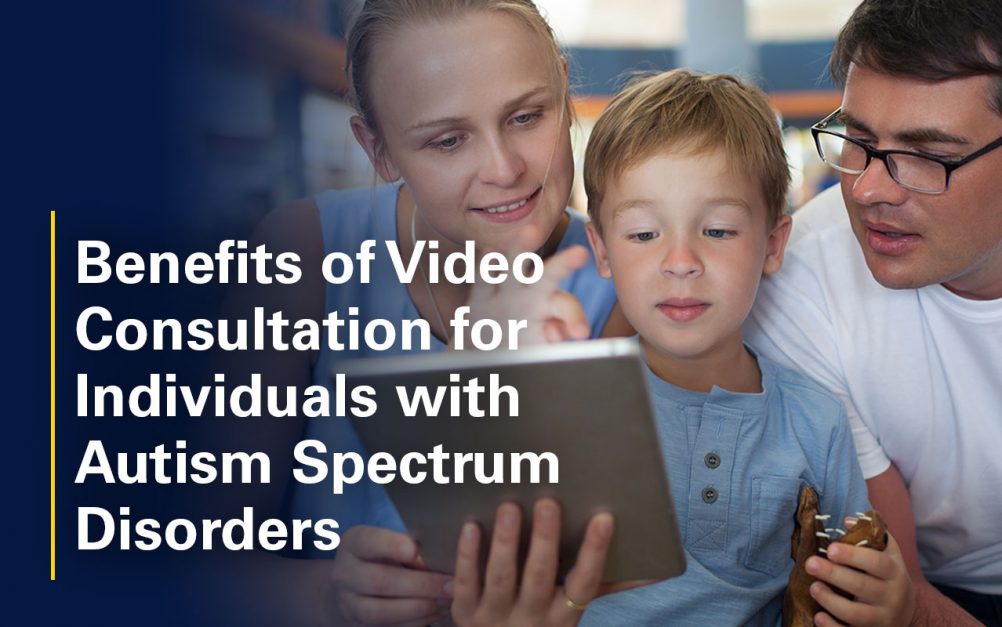 Benefits of Video
Consultation for
Individuals with
Autism Spectrum
Disorders